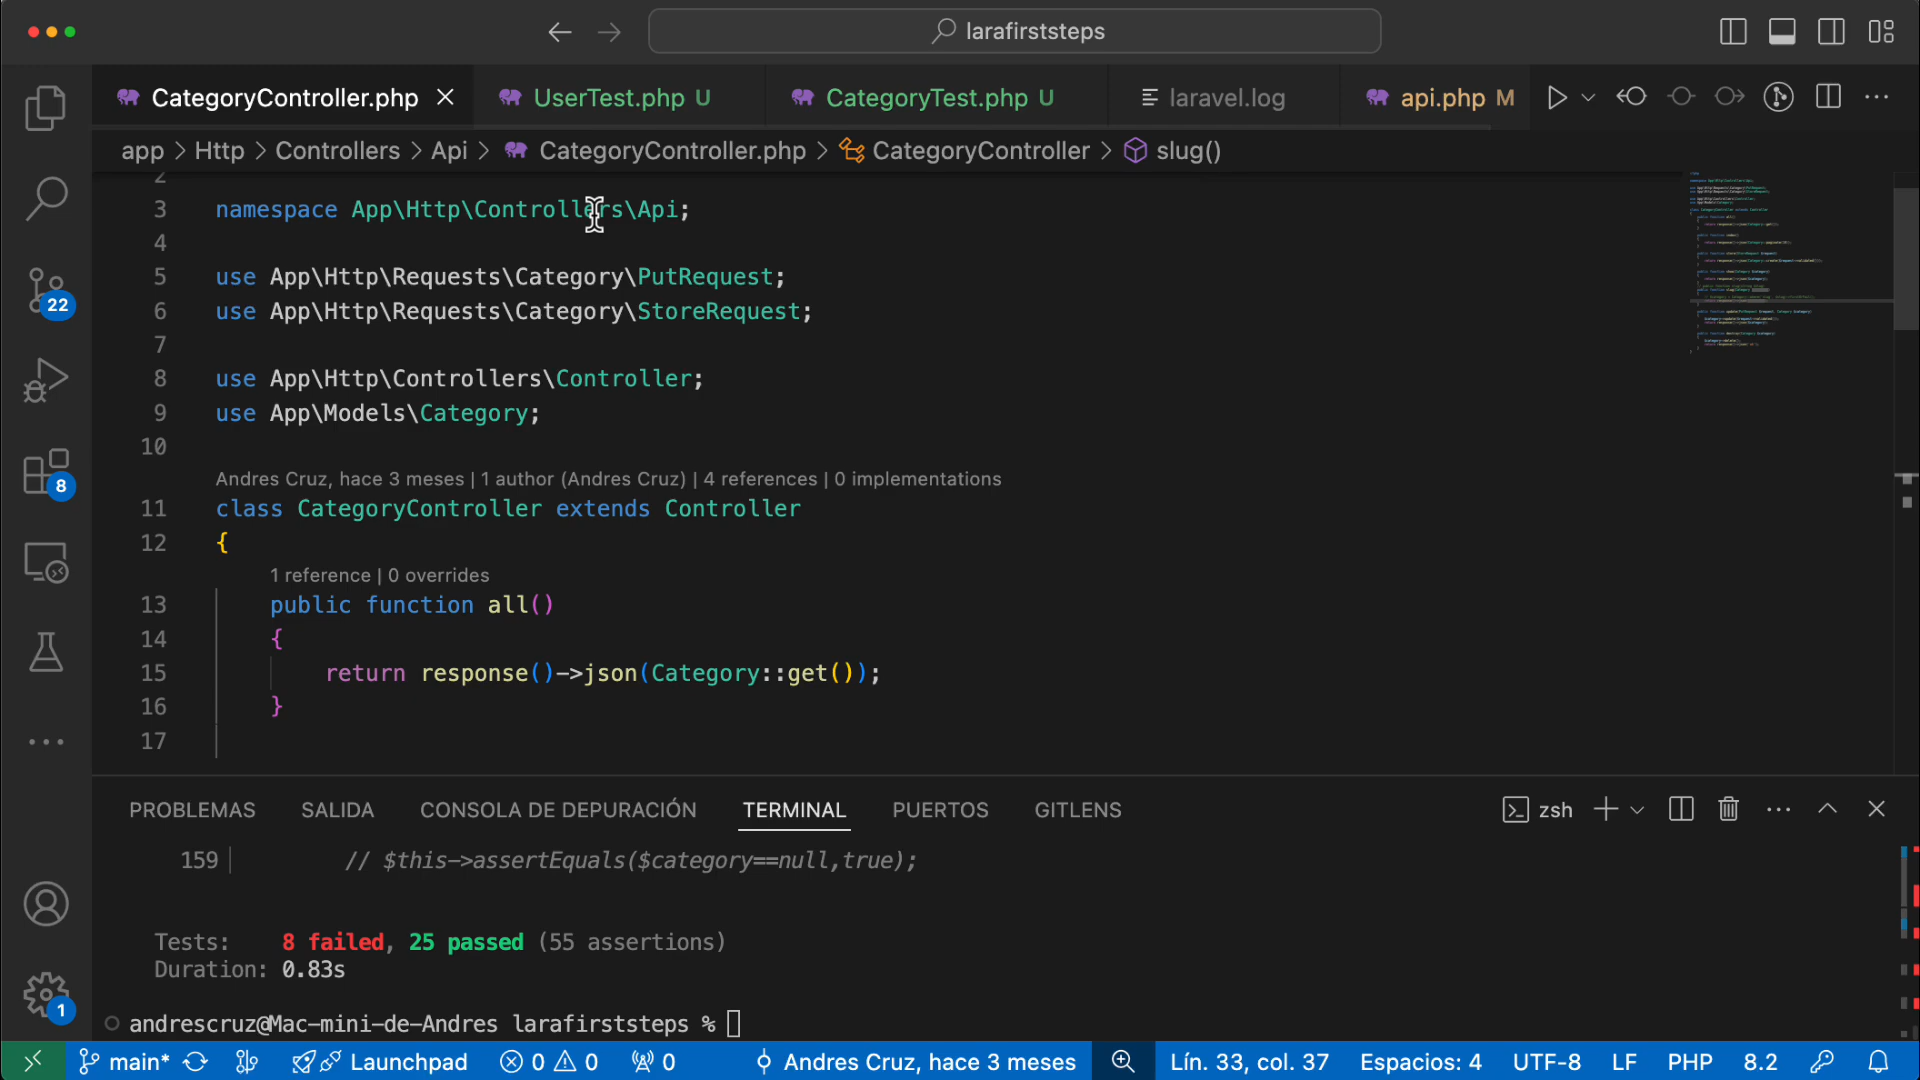 larafirststeps
CategoryController.php
UserTest.php U
CategoryTest.php U
laravel.log
api.php M
app > Http > Controllers > Api > CategoryController.php > CategoryController > slug()
2
3 namespace App\Http\Controllers\Api;
4
5 use App\Http\Requests\Category\PutRequest;
6 use App\Http\Requests\Category\StoreRequest;
7
8 use App\Http\Controllers\Controller;
9 use App\Models\Category;
10
Andres Cruz, hace 3 meses | 1 author (Andres Cruz) | 4 references | 0 implementations
11 class CategoryController extends Controller
12 {
1 reference | 0 overrides
13 public function all()
14 {
15 return response()->json(Category::get());
16 }
17
22
8
1
PROBLEMAS SALIDA CONSOLA DE DEPURACIÓN TERMINAL PUERTOS GITLENS
zsh
159 // $this->assertEquals($category==null,true);
Tests: 8 failed, 25 passed (55 assertions)
Duration: 0.83s
andrescruz@Mac-mini-de-Andres larafirststeps %
main* Launchpad 0 0 0 Andres Cruz, hace 3 meses Lín. 33, col. 37 Espacios: 4 UTF-8 LF PHP 8.2